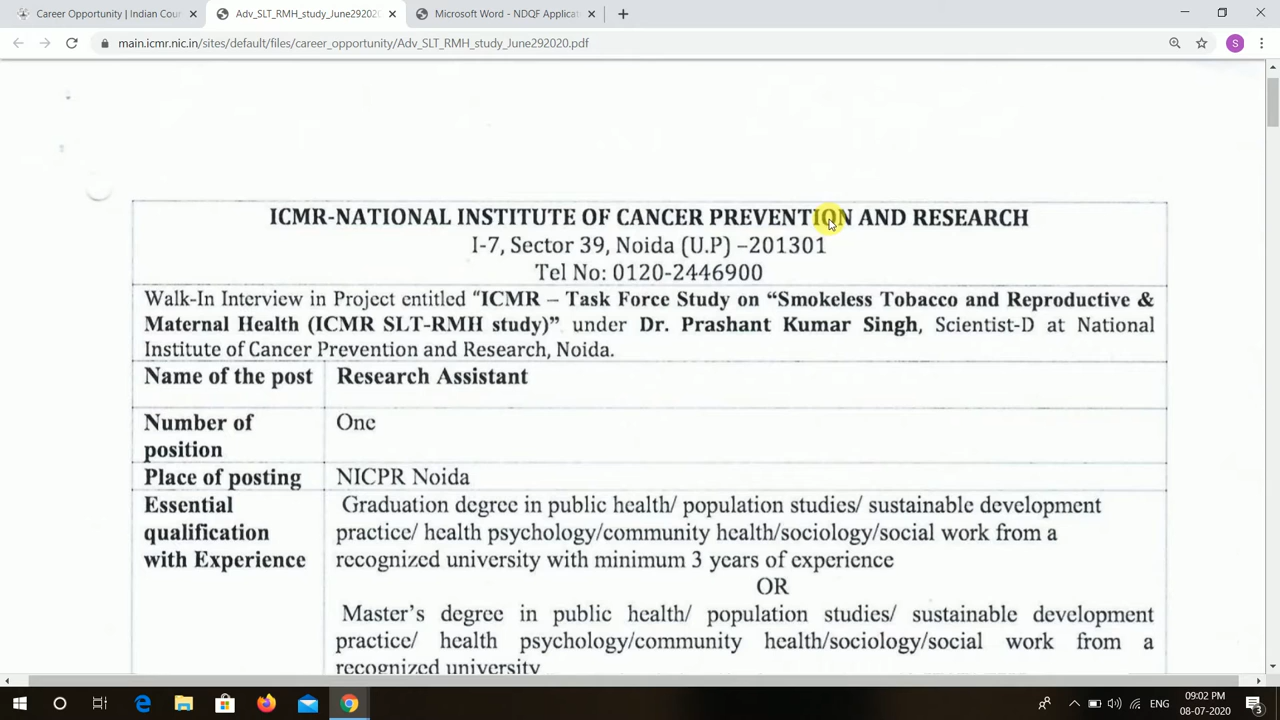 Career Opportunity | Indian Coun
Adv_SLT_RMH_study_June292020
Microsoft Word - NDQF Applicat
main.icmr.nic.in/sites/default/files/career_opportunity/Adv_SLT_RMH_study_June292020.pdf
S
ICMR-NATIONAL INSTITUTE OF CANCER PREVENTION AND RESEARCH
I-7, Sector 39, Noida (U.P) –201301
Tel No: 0120-2446900
Walk-In Interview in Project entitled “ICMR – Task Force Study on “Smokeless Tobacco and Reproductive &
Maternal Health (ICMR SLT-RMH study)” under Dr. Prashant Kumar Singh, Scientist-D at National
Institute of Cancer Prevention and Research, Noida.
Name of the post Research Assistant
Number of One
position
Place of posting NICPR Noida
Essential Graduation degree in public health/ population studies/ sustainable development
qualification practice/ health psychology/community health/sociology/social work from a
with Experience recognized university with minimum 3 years of experience
OR
Master’s degree in public health/ population studies/ sustainable development
practice/ health psychology/community health/sociology/social work from a
recognized university
ENG
09:02 PM
08-07-2020
3